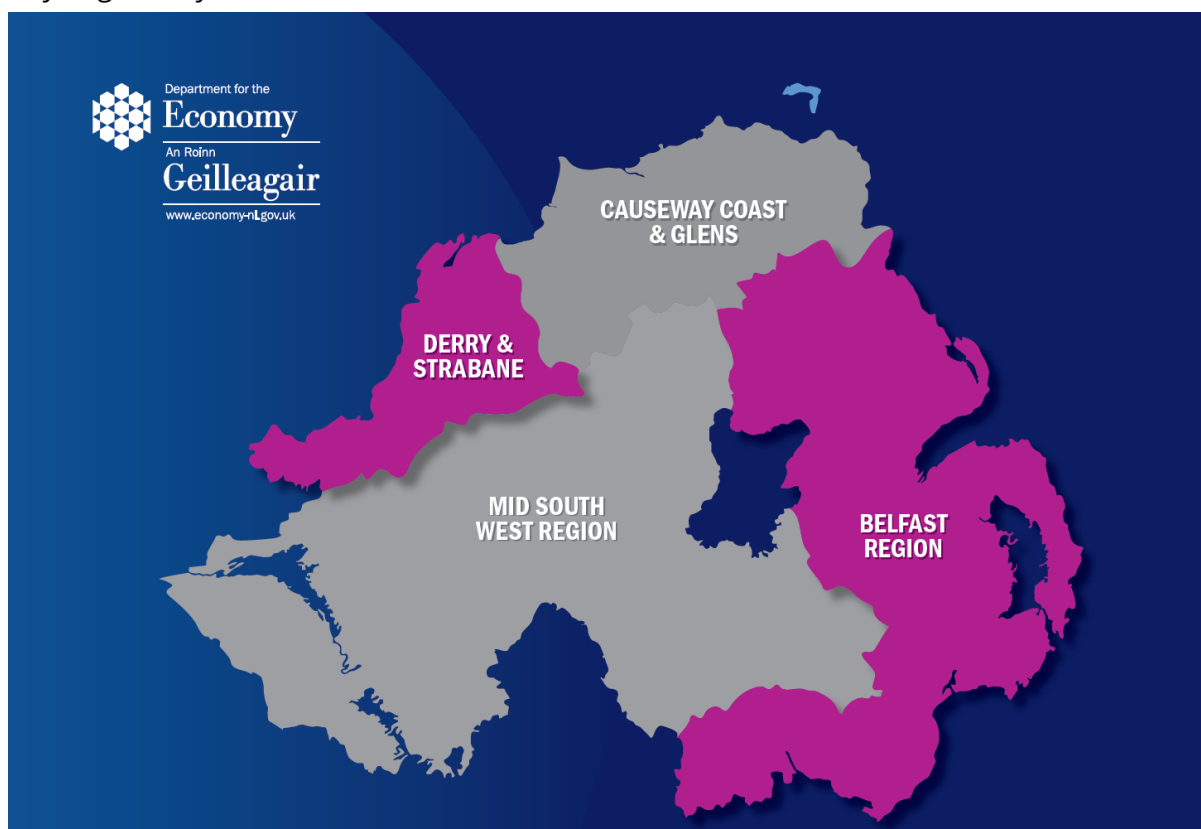 Department for the
Economy
An Roinn
Geilleagair
www.economy-ni.gov.uk
CAUSEWAY COAST
& GLENS
DERRY &
STRABANE
MID SOUTH
WEST REGION
BELFAST
REGION